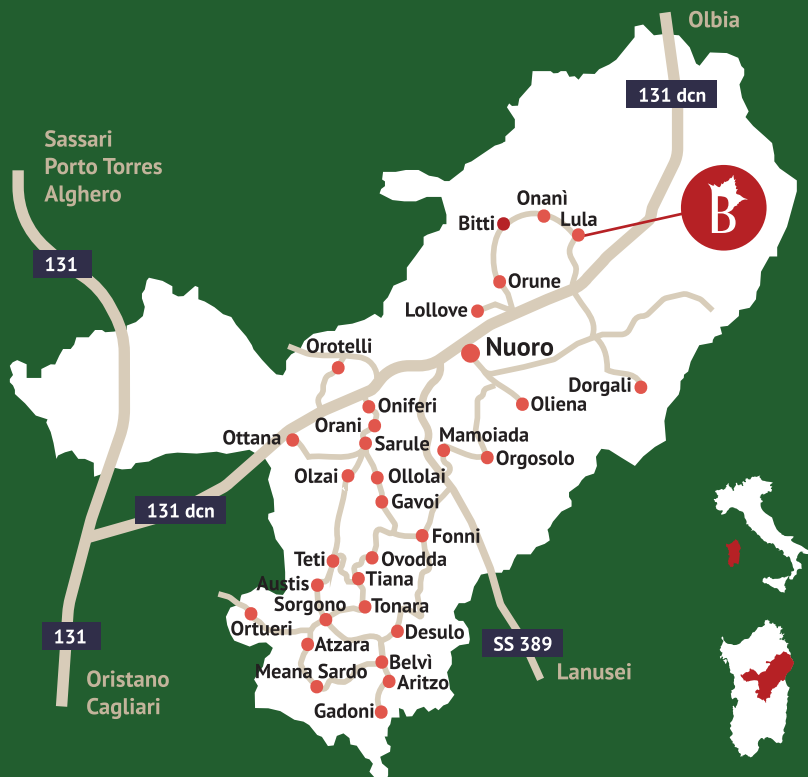 Olbia
131 dcn
Sassari
Porto Torres
Alghero
131
B
Onanì
Bitti
Lula
Orune
Lollove
Orotelli
Nuoro
Dorgali
Oniferi
Oliena
Orani
Ottana
Sarule
Mamoiada
Orgosolo
Olzai
Ollolai
Gavoi
131 dcn
Fonni
Teti
Ovodda
Tiana
Austis
Sorgono
Tonara
Ortueri
Desulo
131
SS 389
Atzara
Belvì
Meana Sardo
Lanusei
Aritzo
Oristano
Cagliari
Gadoni